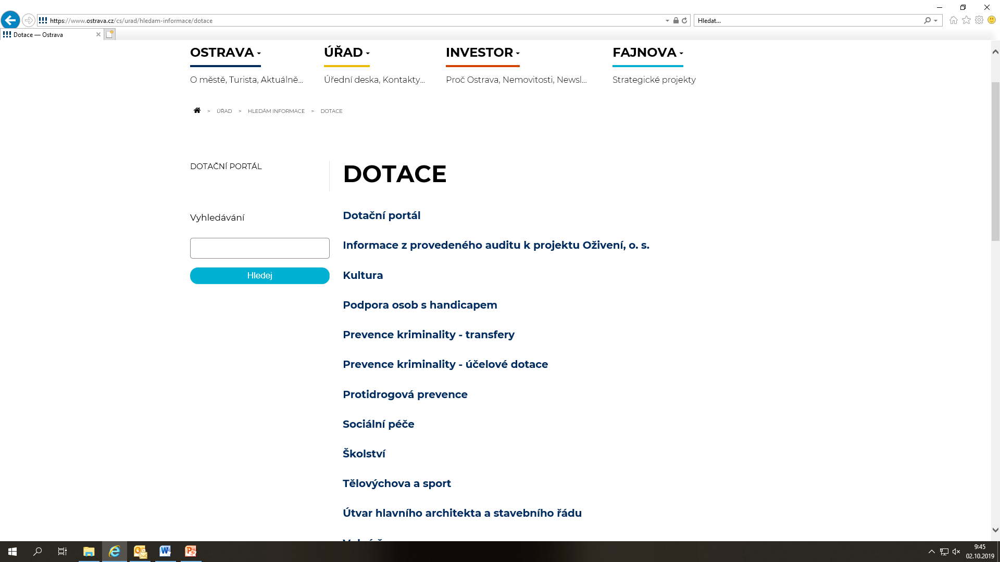 https://www.ostrava.cz/cs/urad/hledam-informace/dotace
Hledat...
Dotace — Ostrava
OSTRAVA
ÚŘAD
INVESTOR
FAJNOVA
O městě, Turista, Aktuálně...
Úřední deska, Kontakty...
Proč Ostrava, Nemovitosti, Newsl...
Strategické projekty
> ÚŘAD > HLEDÁM INFORMACE > DOTACE
DOTAČNÍ PORTÁL
Vyhledávání
Hledej
DOTACE
Dotační portál
Informace z provedeného auditu k projektu Oživení, o. s.
Kultura
Podpora osob s handicapem
Prevence kriminality - transfery
Prevence kriminality - účelové dotace
Protidrogová prevence
Sociální péče
Školství
Tělovýchova a sport
Útvar hlavního architekta a stavebního řádu
9:45
02.10.2019